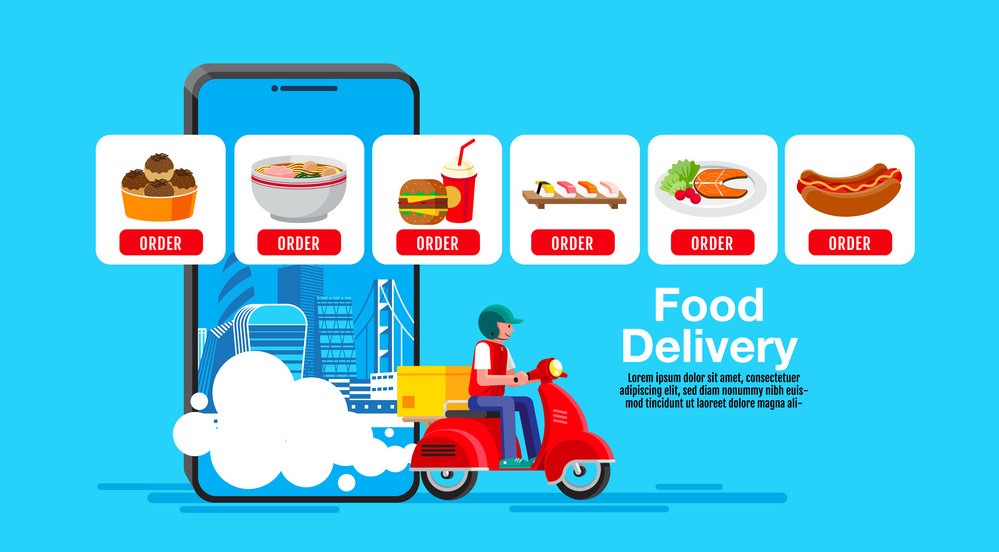 ORDER
ORDER
ORDER
ORDER
ORDER
ORDER
Food
Delivery
Lorem ipsum dolor sit amet, consectetuer
adipiscing elit, sed diam nonummy nibh euis-
mod tincidunt ut laoreet dolore magna ali-